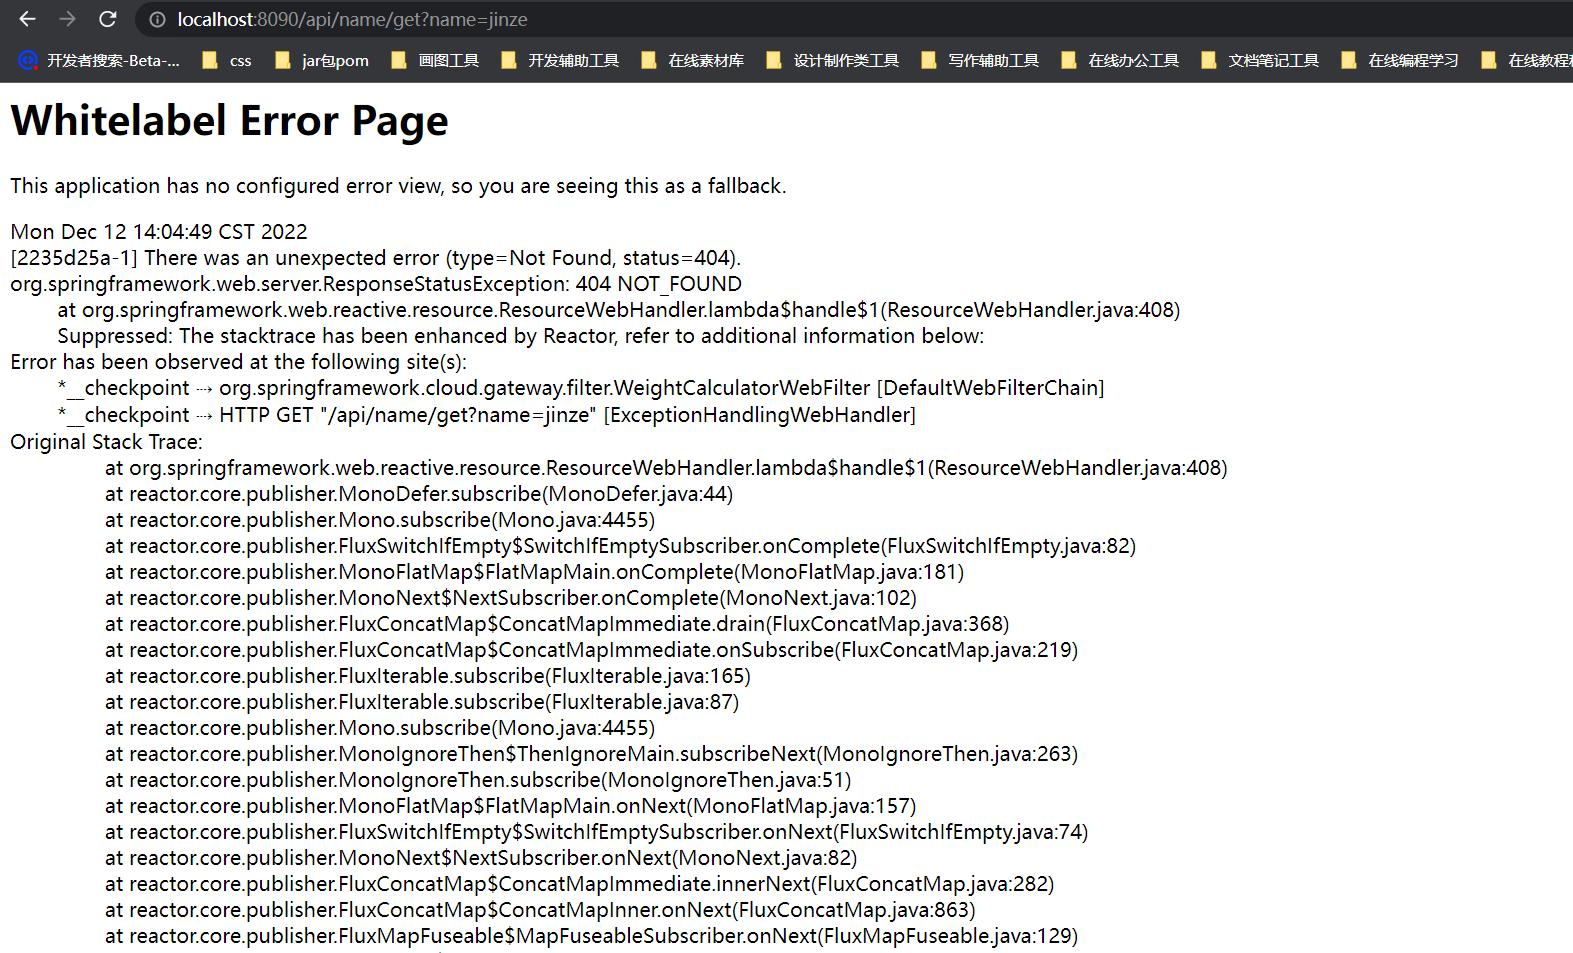 localhost:8090/api/name/get?name=jinze
开发者搜索-Beta-... css jar包pom 画图工具 开发辅助工具 在线素材库 设计制作类工具 写作辅助工具 在线办公工具 文档笔记工具 在线编程学习 在线教程
Whitelabel Error Page
This application has no configured error view, so you are seeing this as a fallback.
Mon Dec 12 14:04:49 CST 2022
[2235d25a-1] There was an unexpected error (type=Not Found, status=404).
org.springframework.web.server.ResponseStatusException: 404 NOT_FOUND
at org.springframework.web.reactive.resource.ResourceWebHandler.lambda$handle$1(ResourceWebHandler.java:408)
Suppressed: The stacktrace has been enhanced by Reactor, refer to additional information below:
Error has been observed at the following site(s):
*__checkpoint ⇢ org.springframework.cloud.gateway.filter.WeightCalculatorWebFilter [DefaultWebFilterChain]
*__checkpoint ⇢ HTTP GET "/api/name/get?name=jinze" [ExceptionHandlingWebHandler]
Original Stack Trace:
at org.springframework.web.reactive.resource.ResourceWebHandler.lambda$handle$1(ResourceWebHandler.java:408)
at reactor.core.publisher.MonoDefer.subscribe(MonoDefer.java:44)
at reactor.core.publisher.Mono.subscribe(Mono.java:4455)
at reactor.core.publisher.FluxSwitchIfEmpty$SwitchIfEmptySubscriber.onComplete(FluxSwitchIfEmpty.java:82)
at reactor.core.publisher.MonoFlatMap$FlatMapMain.onComplete(MonoFlatMap.java:181)
at reactor.core.publisher.MonoNext$NextSubscriber.onComplete(MonoNext.java:102)
at reactor.core.publisher.FluxConcatMap$ConcatMapImmediate.drain(FluxConcatMap.java:368)
at reactor.core.publisher.FluxConcatMap$ConcatMapImmediate.onSubscribe(FluxConcatMap.java:219)
at reactor.core.publisher.FluxIterable.subscribe(FluxIterable.java:165)
at reactor.core.publisher.FluxIterable.subscribe(FluxIterable.java:87)
at reactor.core.publisher.Mono.subscribe(Mono.java:4455)
at reactor.core.publisher.MonoIgnoreThen$ThenIgnoreMain.subscribeNext(MonoIgnoreThen.java:263)
at reactor.core.publisher.MonoIgnoreThen.subscribe(MonoIgnoreThen.java:51)
at reactor.core.publisher.MonoFlatMap$FlatMapMain.onNext(MonoFlatMap.java:157)
at reactor.core.publisher.FluxSwitchIfEmpty$SwitchIfEmptySubscriber.onNext(FluxSwitchIfEmpty.java:74)
at reactor.core.publisher.MonoNext$NextSubscriber.onNext(MonoNext.java:82)
at reactor.core.publisher.FluxConcatMap$ConcatMapImmediate.innerNext(FluxConcatMap.java:282)
at reactor.core.publisher.FluxConcatMap$ConcatMapInner.onNext(FluxConcatMap.java:863)
at reactor.core.publisher.FluxMapFuseable$MapFuseableSubscriber.onNext(FluxMapFuseable.java:129)